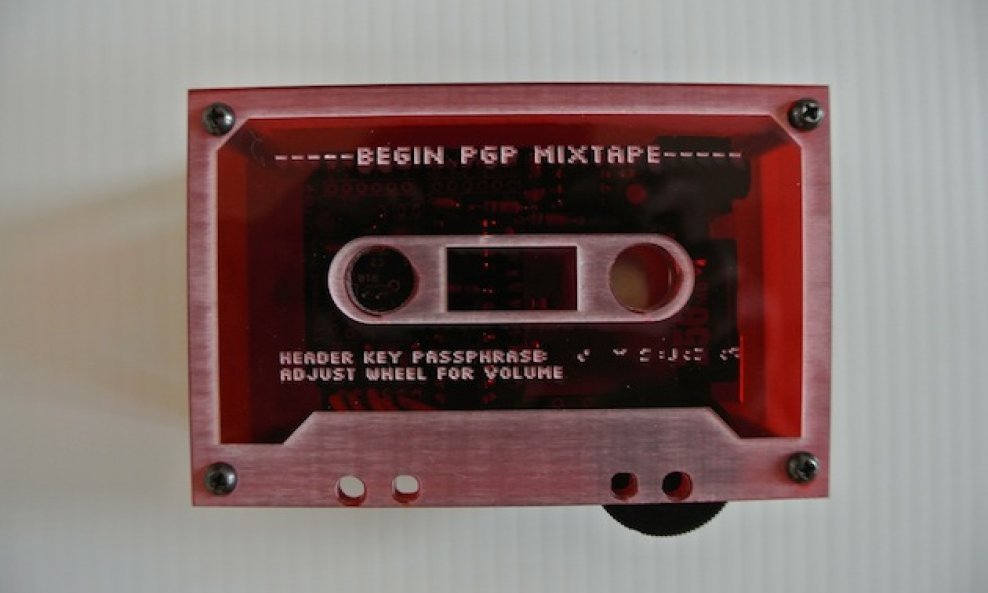 -----BEGIN PGP MIXTAPE-----
HEADER KEY PASSPHRASE:
ADJUST WHEEL FOR VOLUME